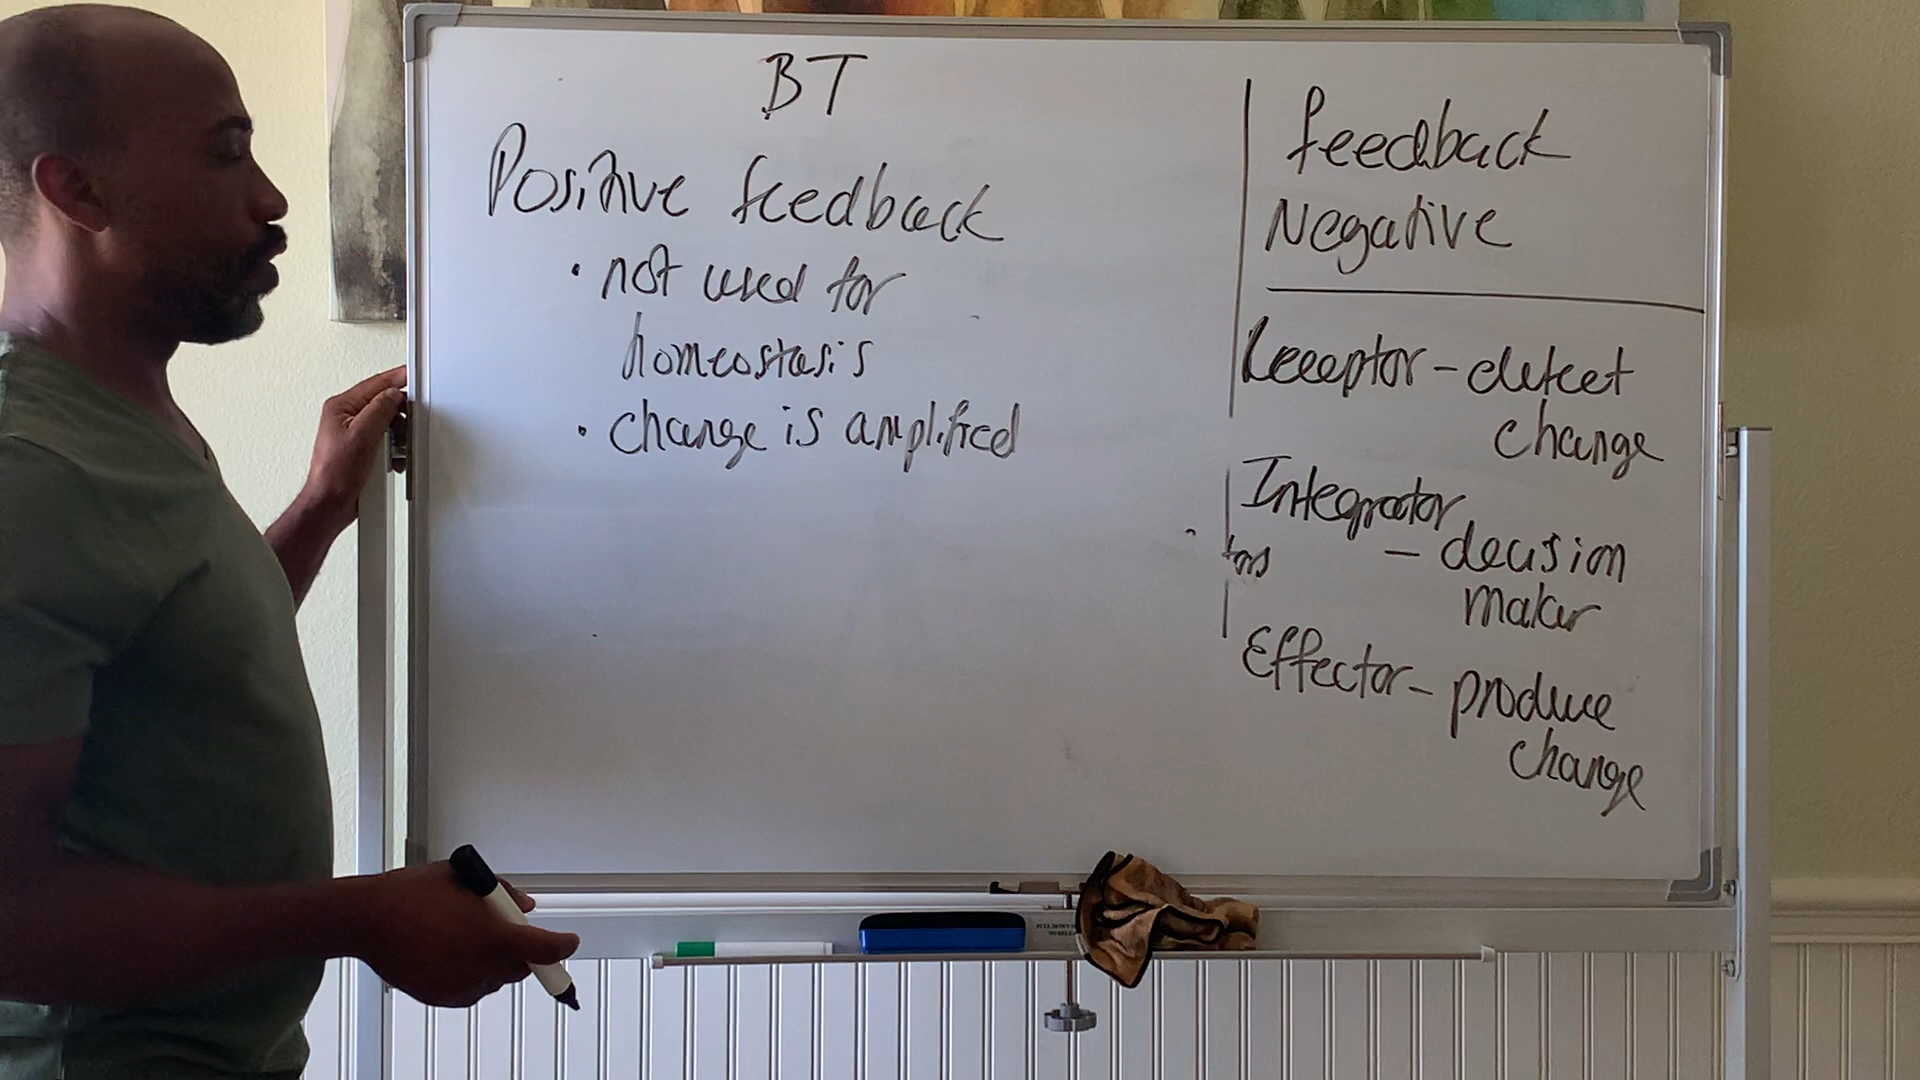 BT
Positive feedback
• not used for
homeostasis
• change is amplified
feedback
Negative
Receptor - detect
change
Integrator
- decision
maker
Effector - produce
change